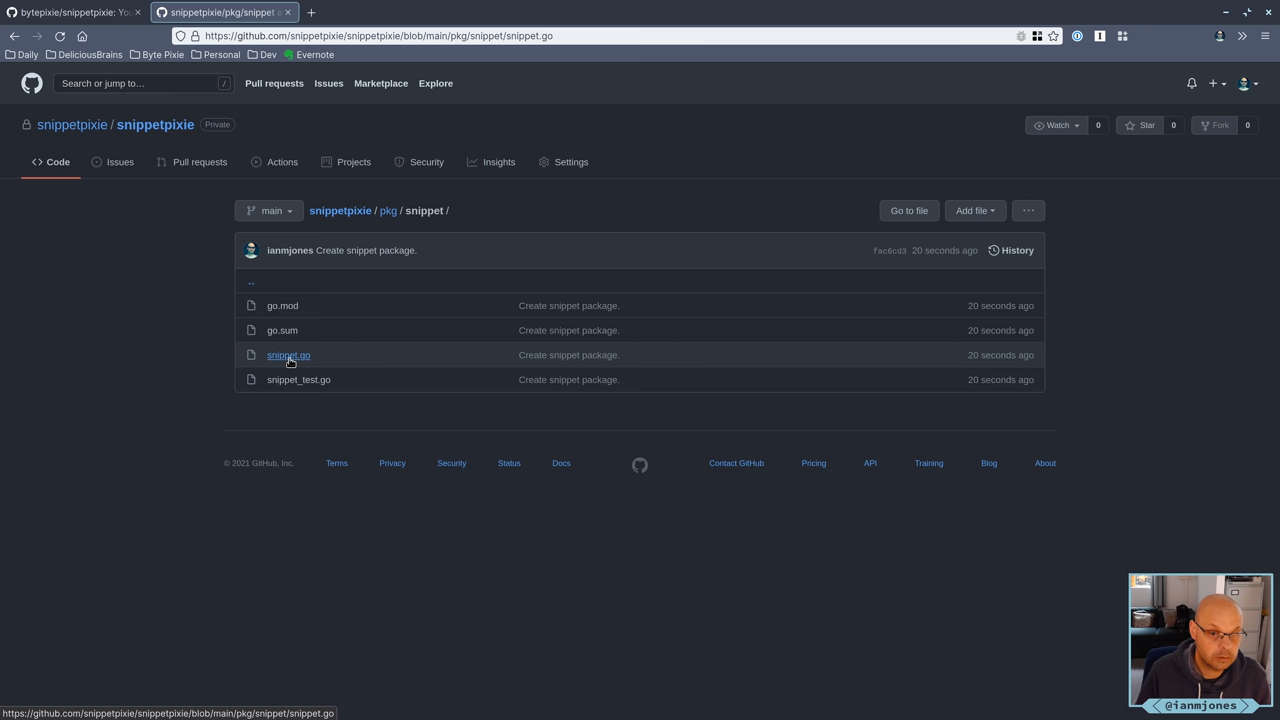 bytepixie/snippetpixie: Yo
snippetpixie/pkg/snippet a
https://github.com/snippetpixie/snippetpixie/blob/main/pkg/snippet/snippet.go
Daily DeliciousBrains Byte Pixie Personal Dev Evernote
Search or jump to… /
Pull requests Issues Marketplace Explore
snippetpixie / snippetpixie Private
Watch 0 Star 0 Fork 0
Code Issues Pull requests Actions Projects Security Insights Settings
main snippetpixie / pkg / snippet / Go to file Add file ...
ianmjones Create snippet package. fac6cd3 20 seconds ago History
..
go.mod Create snippet package. 20 seconds ago
go.sum Create snippet package. 20 seconds ago
snippet.go Create snippet package. 20 seconds ago
snippet_test.go Create snippet package. 20 seconds ago
© 2021 GitHub, Inc. Terms Privacy Security Status Docs Contact GitHub Pricing API Training Blog About
@ianmjones
https://github.com/snippetpixie/snippetpixie/blob/main/pkg/snippet/snippet.go